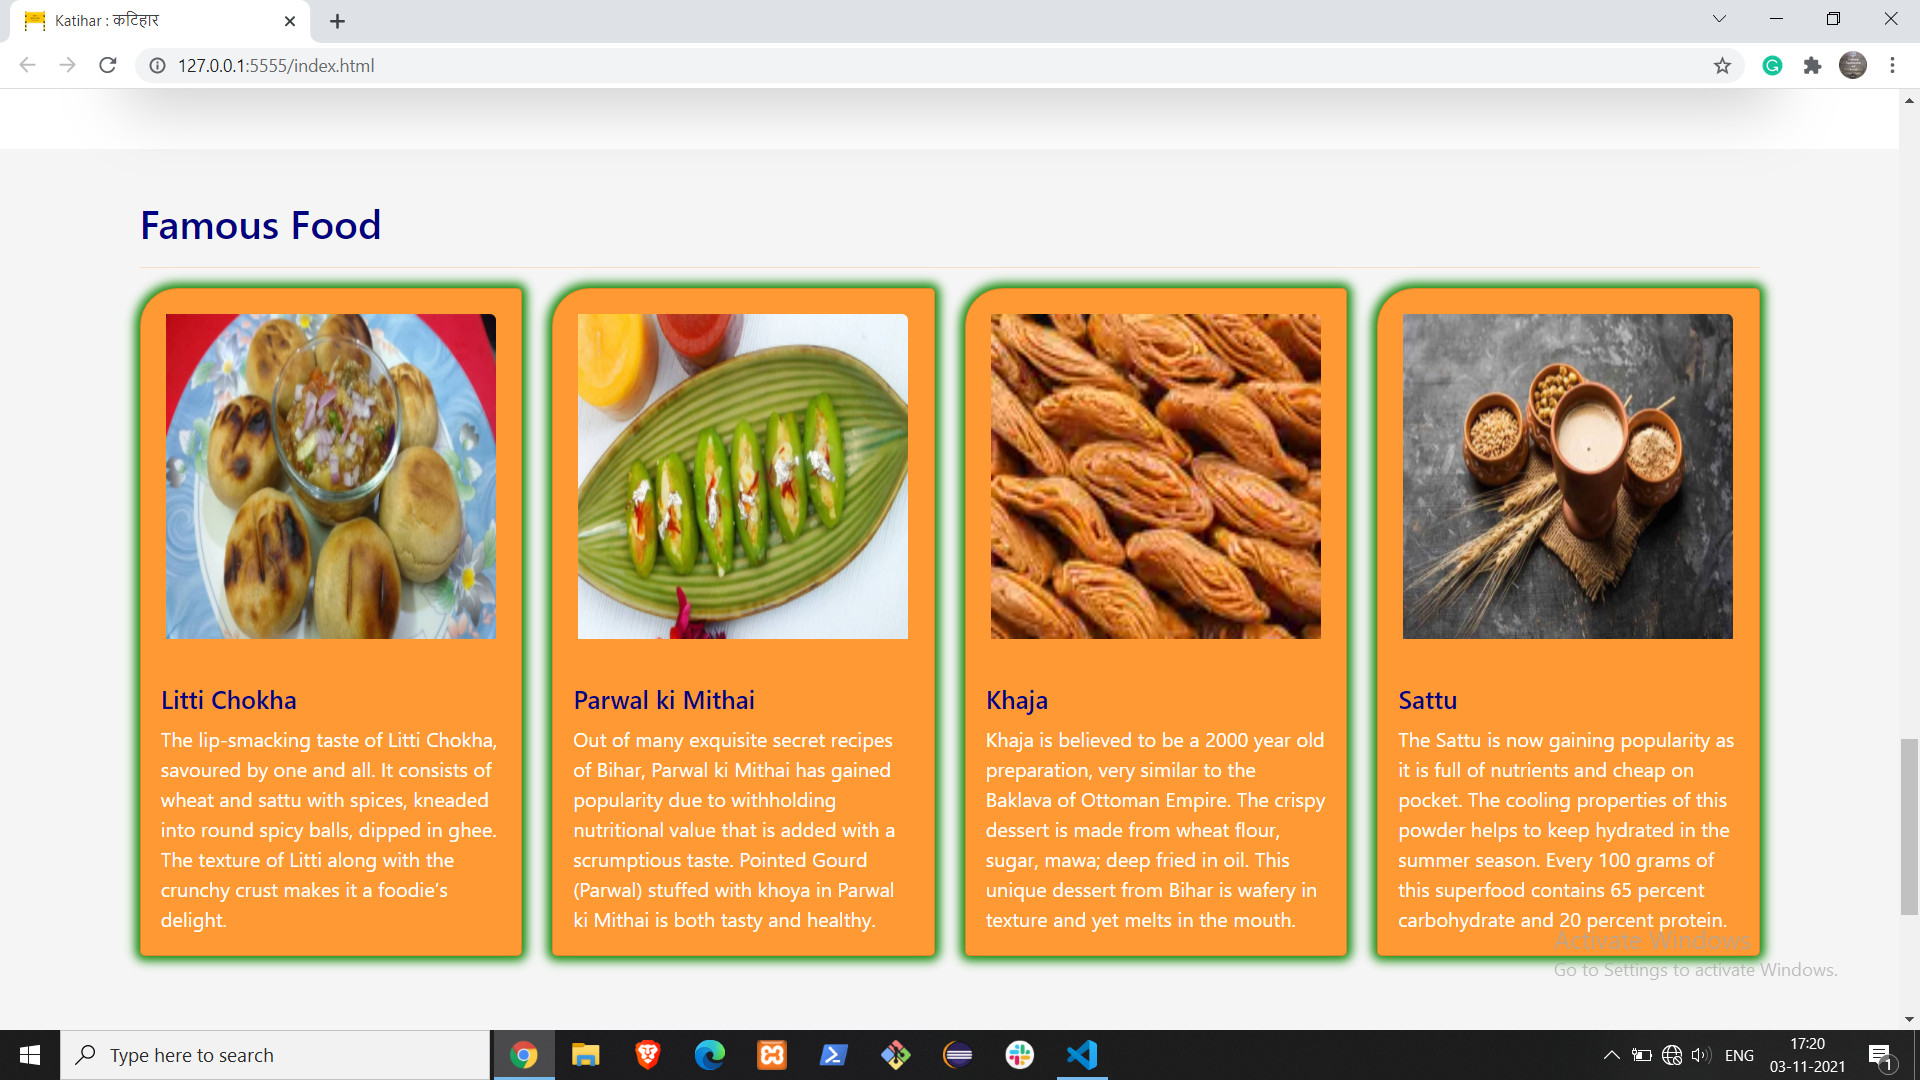 Katihar : कटिहार
127.0.0.1:5555/index.html
Famous Food
Litti Chokha
The lip-smacking taste of Litti Chokha,
savoured by one and all. It consists of
wheat and sattu with spices, kneaded
into round spicy balls, dipped in ghee.
The texture of Litti along with the
crunchy crust makes it a foodie’s
delight.
Parwal ki Mithai
Out of many exquisite secret recipes
of Bihar, Parwal ki Mithai has gained
popularity due to withholding
nutritional value that is added with a
scrumptious taste. Pointed Gourd
(Parwal) stuffed with khoya in Parwal
ki Mithai is both tasty and healthy.
Khaja
Khaja is believed to be a 2000 year old
preparation, very similar to the
Baklava of Ottoman Empire. The crispy
dessert is made from wheat flour,
sugar, mawa; deep fried in oil. This
unique dessert from Bihar is wafery in
texture and yet melts in the mouth.
Sattu
The Sattu is now gaining popularity as
it is full of nutrients and cheap on
pocket. The cooling properties of this
powder helps to keep hydrated in the
summer season. Every 100 grams of
this superfood contains 65 percent
carbohydrate and 20 percent protein.
Activate Windows
Go to Settings to activate Windows.
Type here to search
ENG
17:20
03-11-2021
1